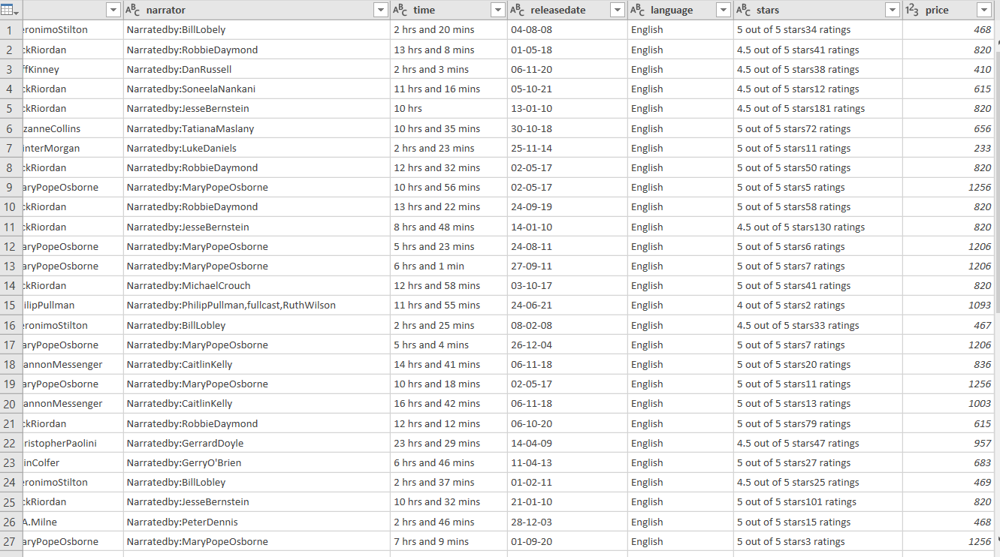 ABC narrator ABC time ABC releasedate ABC language ABC stars 123 price
1 eronimoStilton Narratedby:BillLobely 2 hrs and 20 mins 04-08-08 English 5 out of 5 stars34 ratings 468
2 ckRiordan Narratedby:RobbieDaymond 13 hrs and 8 mins 01-05-18 English 4.5 out of 5 stars41 ratings 820
3 ffKinney Narratedby:DanRussell 2 hrs and 3 mins 06-11-20 English 4.5 out of 5 stars38 ratings 410
4 ckRiordan Narratedby:SoneelaNankani 11 hrs and 16 mins 05-10-21 English 4.5 out of 5 stars12 ratings 615
5 ckRiordan Narratedby:JesseBernstein 10 hrs 13-01-10 English 4.5 out of 5 stars181 ratings 820
6 zanneCollins Narratedby:TatianaMaslany 10 hrs and 35 mins 30-10-18 English 5 out of 5 stars72 ratings 656
7 interMorgan Narratedby:LukeDaniels 2 hrs and 23 mins 25-11-14 English 5 out of 5 stars11 ratings 233
8 ckRiordan Narratedby:RobbieDaymond 12 hrs and 32 mins 02-05-17 English 5 out of 5 stars50 ratings 820
9 aryPopeOsborne Narratedby:MaryPopeOsborne 10 hrs and 56 mins 02-05-17 English 5 out of 5 stars5 ratings 1256
10 ckRiordan Narratedby:RobbieDaymond 13 hrs and 22 mins 24-09-19 English 5 out of 5 stars58 ratings 820
11 ckRiordan Narratedby:JesseBernstein 8 hrs and 48 mins 14-01-10 English 4.5 out of 5 stars130 ratings 820
12 aryPopeOsborne Narratedby:MaryPopeOsborne 5 hrs and 23 mins 24-08-11 English 5 out of 5 stars6 ratings 1206
13 aryPopeOsborne Narratedby:MaryPopeOsborne 6 hrs and 1 min 27-09-11 English 5 out of 5 stars7 ratings 1206
14 ckRiordan Narratedby:MichaelCrouch 12 hrs and 58 mins 03-10-17 English 5 out of 5 stars41 ratings 820
15 ilipPullman Narratedby:PhilipPullman,fullcast,RuthWilson 11 hrs and 55 mins 24-06-21 English 4 out of 5 stars2 ratings 1093
16 eronimoStilton Narratedby:BillLobley 2 hrs and 25 mins 08-02-08 English 4.5 out of 5 stars33 ratings 467
17 aryPopeOsborne Narratedby:MaryPopeOsborne 5 hrs and 4 mins 26-12-04 English 5 out of 5 stars7 ratings 1206
18 annonMessenger Narratedby:CaitlinKelly 14 hrs and 41 mins 06-11-18 English 5 out of 5 stars20 ratings 836
19 aryPopeOsborne Narratedby:MaryPopeOsborne 10 hrs and 18 mins 02-05-17 English 5 out of 5 stars11 ratings 1256
20 annonMessenger Narratedby:CaitlinKelly 16 hrs and 42 mins 06-11-18 English 5 out of 5 stars13 ratings 1003
21 ckRiordan Narratedby:RobbieDaymond 12 hrs and 12 mins 06-10-20 English 5 out of 5 stars79 ratings 615
22 ristopherPaolini Narratedby:GerrardDoyle 23 hrs and 29 mins 14-04-09 English 4.5 out of 5 stars47 ratings 957
23 inColfer Narratedby:GerryO'Brien 6 hrs and 46 mins 11-04-13 English 5 out of 5 stars27 ratings 683
24 eronimoStilton Narratedby:BillLobley 2 hrs and 37 mins 01-02-11 English 4.5 out of 5 stars25 ratings 469
25 ckRiordan Narratedby:JesseBernstein 10 hrs and 32 mins 21-01-10 English 5 out of 5 stars101 ratings 820
26 A.Milne Narratedby:PeterDennis 2 hrs and 46 mins 28-12-03 English 5 out of 5 stars15 ratings 468
27 aryPopeOsborne Narratedby:MaryPopeOsborne 7 hrs and 9 mins 01-09-20 English 5 out of 5 stars3 ratings 1256